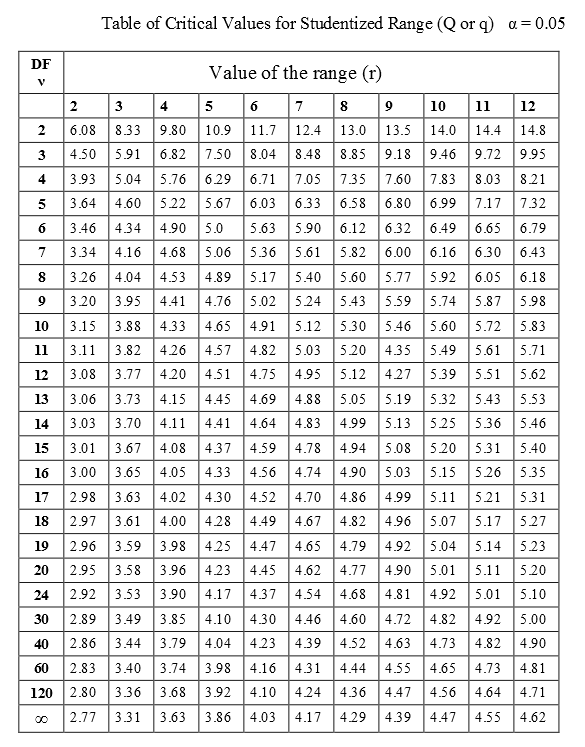 Table of Critical Values for Studentized Range (Q or q) α = 0.05
DF
ν
Value of the range (r)
2 3 4 5 6 7 8 9 10 11 12
2 6.08 8.33 9.80 10.9 11.7 12.4 13.0 13.5 14.0 14.4 14.8
3 4.50 5.91 6.82 7.50 8.04 8.48 8.85 9.18 9.46 9.72 9.95
4 3.93 5.04 5.76 6.29 6.71 7.05 7.35 7.60 7.83 8.03 8.21
5 3.64 4.60 5.22 5.67 6.03 6.33 6.58 6.80 6.99 7.17 7.32
6 3.46 4.34 4.90 5.0 5.63 5.90 6.12 6.32 6.49 6.65 6.79
7 3.34 4.16 4.68 5.06 5.36 5.61 5.82 6.00 6.16 6.30 6.43
8 3.26 4.04 4.53 4.89 5.17 5.40 5.60 5.77 5.92 6.05 6.18
9 3.20 3.95 4.41 4.76 5.02 5.24 5.43 5.59 5.74 5.87 5.98
10 3.15 3.88 4.33 4.65 4.91 5.12 5.30 5.46 5.60 5.72 5.83
11 3.11 3.82 4.26 4.57 4.82 5.03 5.20 4.35 5.49 5.61 5.71
12 3.08 3.77 4.20 4.51 4.75 4.95 5.12 4.27 5.39 5.51 5.62
13 3.06 3.73 4.15 4.45 4.69 4.88 5.05 5.19 5.32 5.43 5.53
14 3.03 3.70 4.11 4.41 4.64 4.83 4.99 5.13 5.25 5.36 5.46
15 3.01 3.67 4.08 4.37 4.59 4.78 4.94 5.08 5.20 5.31 5.40
16 3.00 3.65 4.05 4.33 4.56 4.74 4.90 5.03 5.15 5.26 5.35
17 2.98 3.63 4.02 4.30 4.52 4.70 4.86 4.99 5.11 5.21 5.31
18 2.97 3.61 4.00 4.28 4.49 4.67 4.82 4.96 5.07 5.17 5.27
19 2.96 3.59 3.98 4.25 4.47 4.65 4.79 4.92 5.04 5.14 5.23
20 2.95 3.58 3.96 4.23 4.45 4.62 4.77 4.90 5.01 5.11 5.20
24 2.92 3.53 3.90 4.17 4.37 4.54 4.68 4.81 4.92 5.01 5.10
30 2.89 3.49 3.85 4.10 4.30 4.46 4.60 4.72 4.82 4.92 5.00
40 2.86 3.44 3.79 4.04 4.23 4.39 4.52 4.63 4.73 4.82 4.90
60 2.83 3.40 3.74 3.98 4.16 4.31 4.44 4.55 4.65 4.73 4.81
120 2.80 3.36 3.68 3.92 4.10 4.24 4.36 4.47 4.56 4.64 4.71
∞ 2.77 3.31 3.63 3.86 4.03 4.17 4.29 4.39 4.47 4.55 4.62